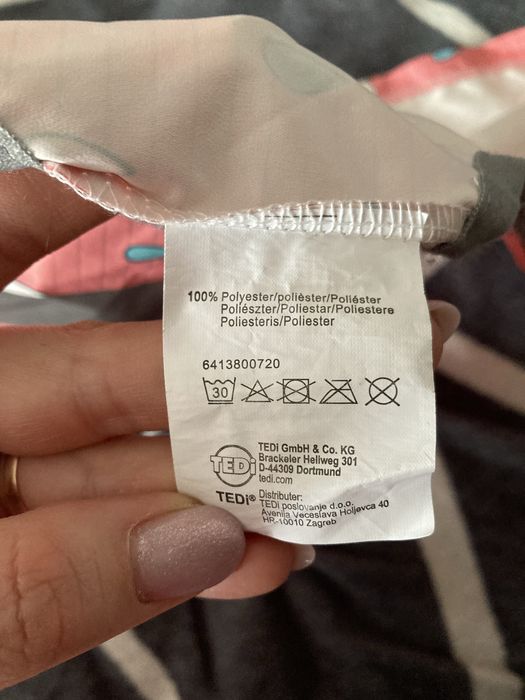 100% Polyester/polièster/Poliéster
Poliészter/Poliestar/Poliestere
Poliesteris/Poliester
6413800720
30
TEDi
TEDi GmbH & Co. KG
Brackeler Hellweg 301
D-44309 Dortmund
tedi.com
TEDi® Distributer:
TEDI poslovanje d.o.o.
Avenija Veceslava Holjevca 40
HR-10010 Zagreb